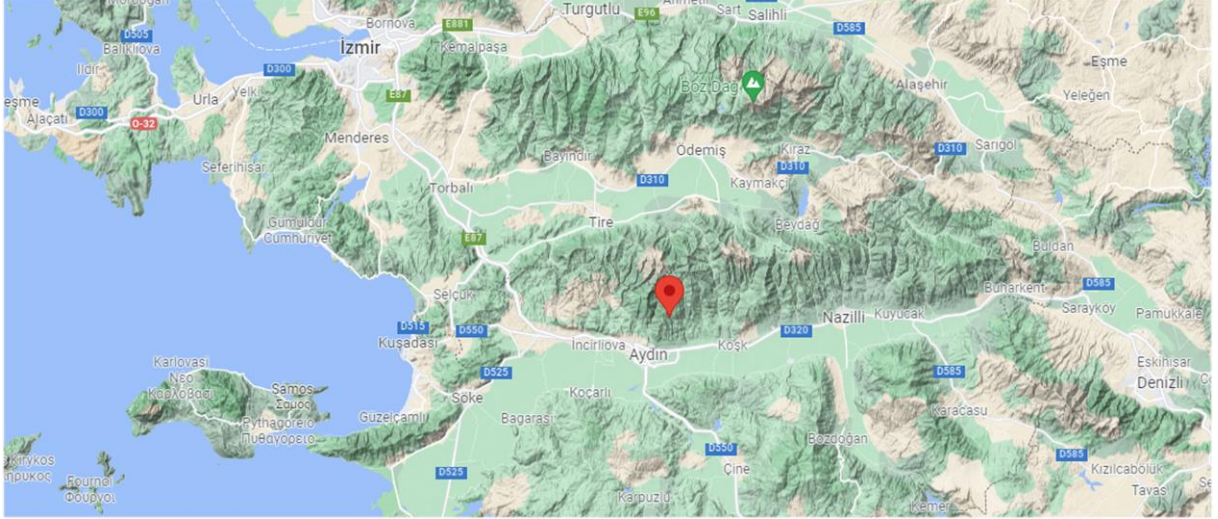 Turgutlu
E96
Sart
Salihli
D585
D505
Balıklıova
Bornova
E881
İzmir
Kemalpaşa
Ildır
D300
Eşme
Boz Dağ
Alaşehir
Yeleğen
Urla
Yelki
E87
D300
Alaçatı
O-32
Menderes
Sarıgöl
D310
Seferihisar
Bayındır
Ödemiş
Kiraz
D310
D310
Kaymakçı
Torbalı
Gümüldür
Cumhuriyet
Tire
Beydağ
E87
Buldan
Selçuk
D585
Buharkent
Sarayköy
Pamukkale
D515
D550
Kuşadası
Nazilli
Kuyucak
D320
İncirliova
Aydın
Köşk
Karlovasi
Νέο
Καρλόβασι
Eskihisar
Denizli
D525
D585
Samos
Σάμος
Söke
Koçarlı
Karacasu
Güzelçamlı
Bağarası
Pythagoreio
Πυθαγόρειο
Bozdoğan
D550
D585
Çine
D525
Kızılcabölük
Fournoi
Φούρνοι
Karpuzlu
Tavas
Kemer